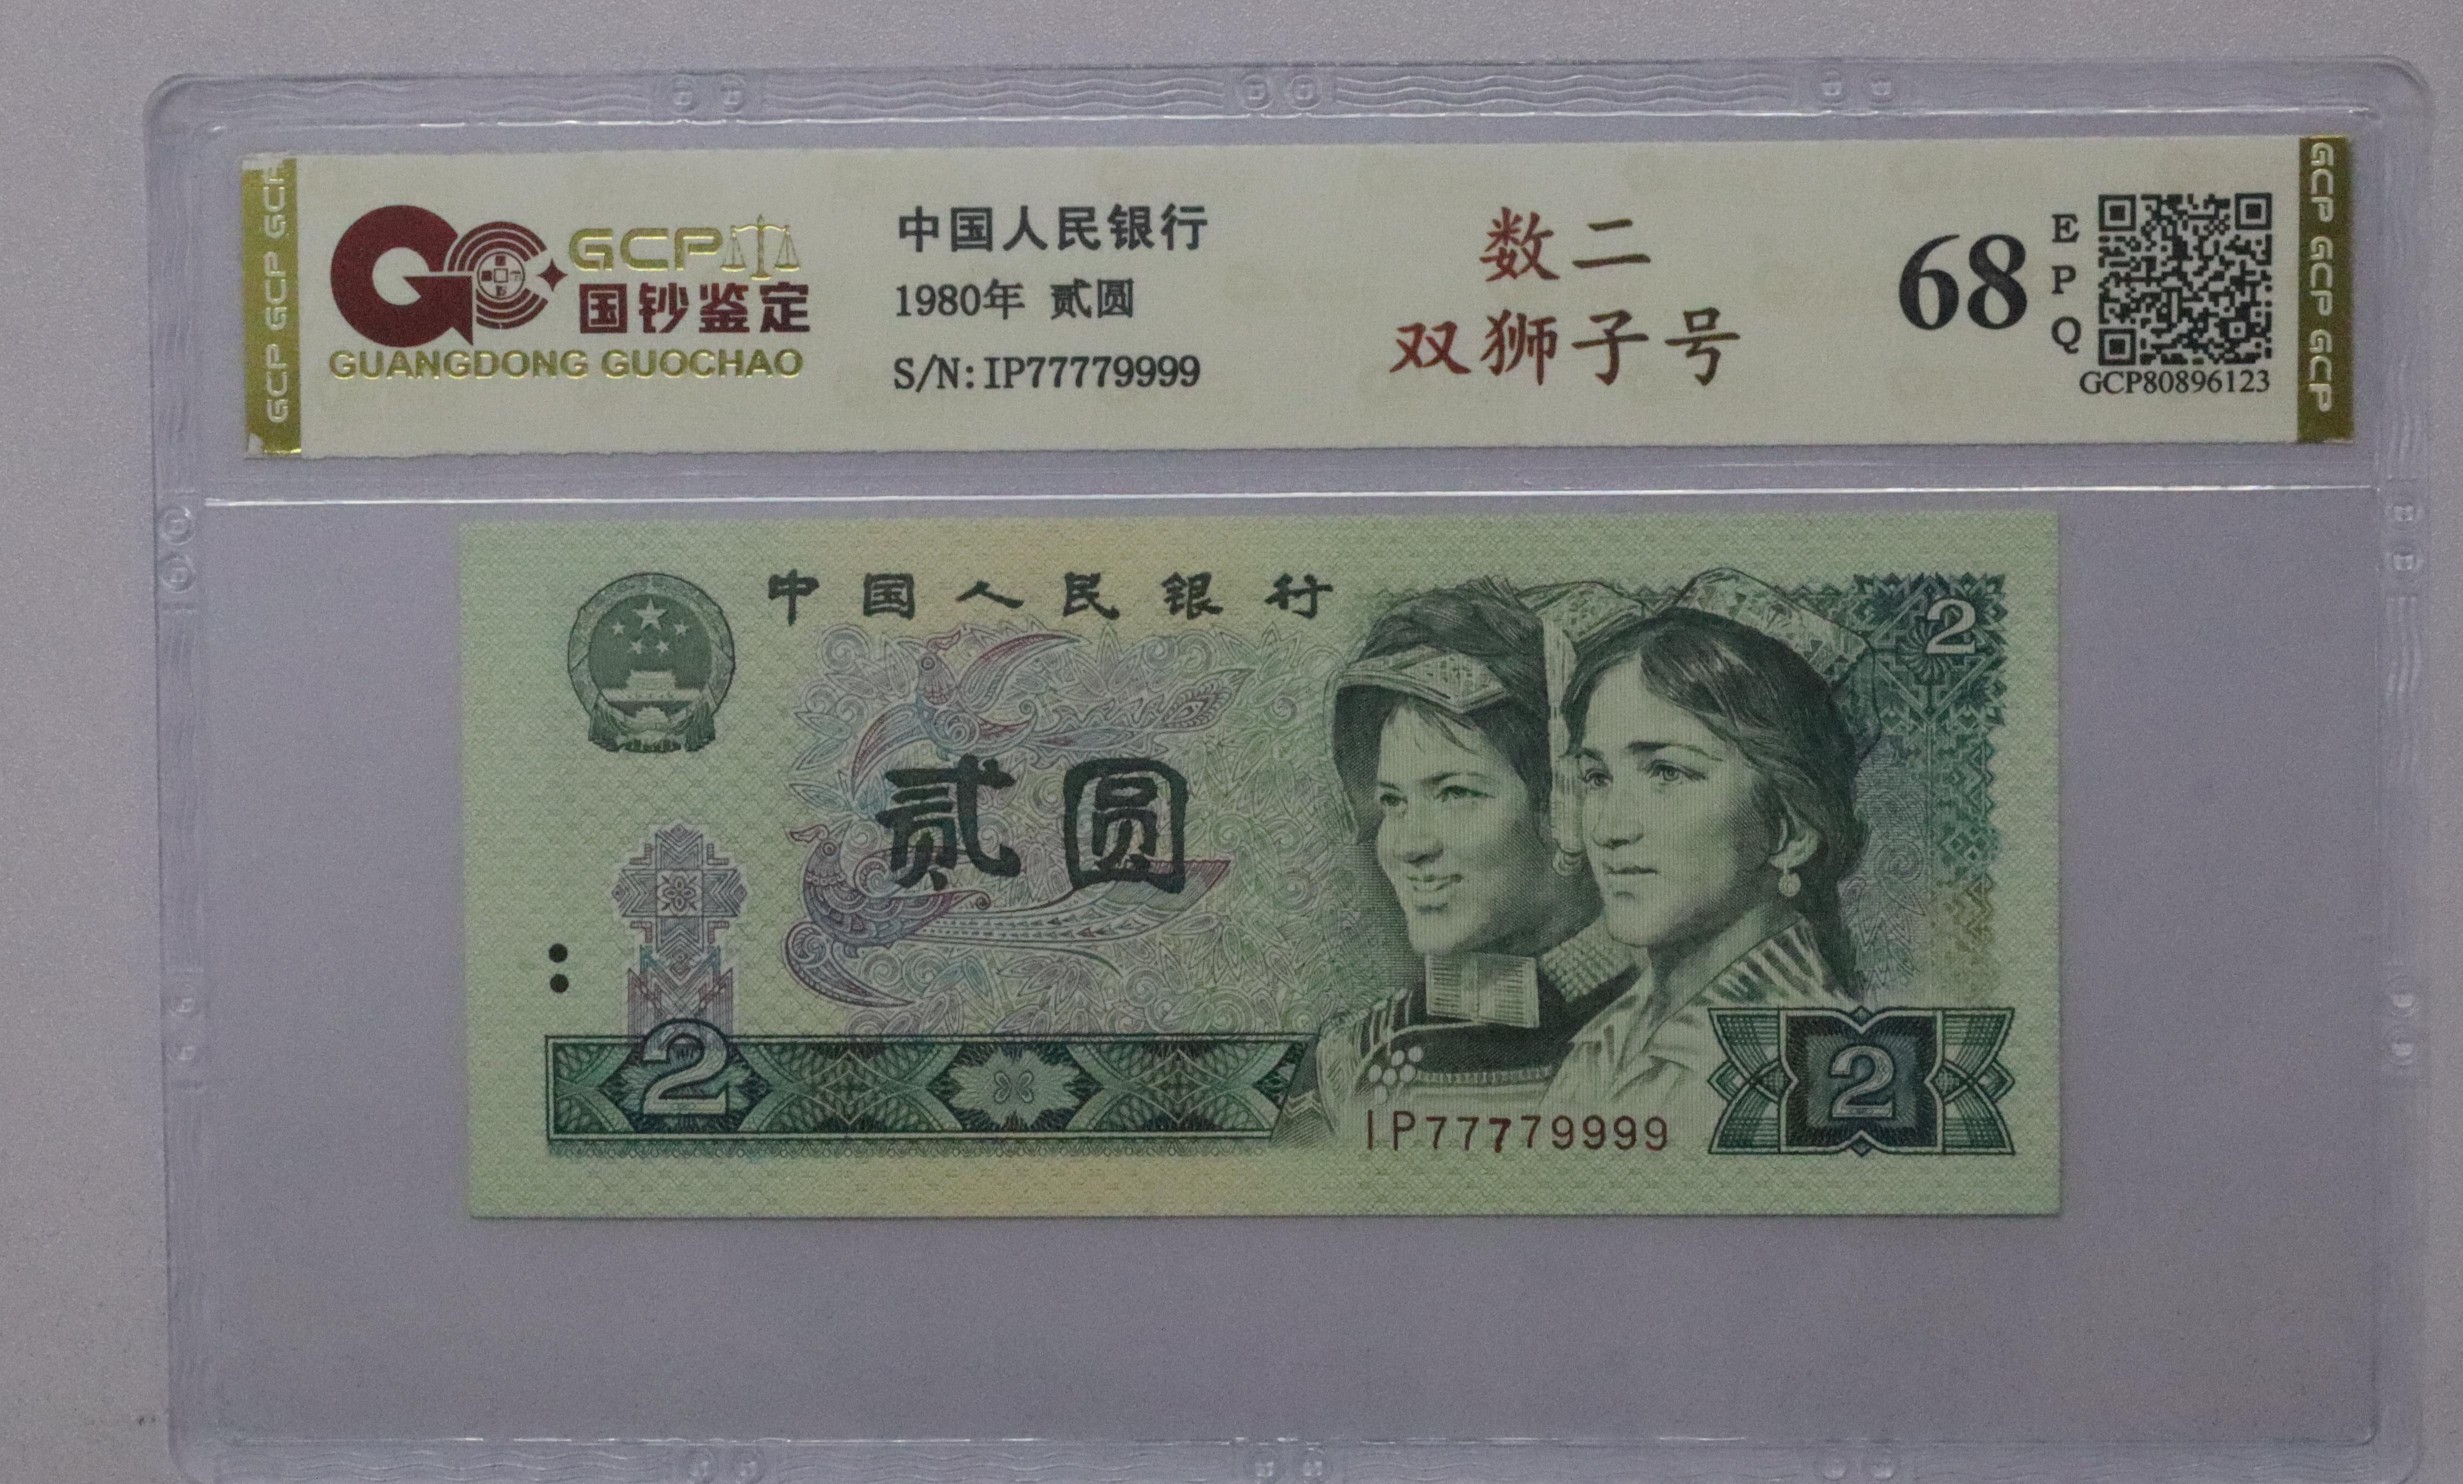 GCP GCP GCP
GCP
国钞鉴定
GUANGDONG GUOCHAO
中国人民银行
1980年 贰圆
S/N: IP77779999
数二
双狮子号
68
EPQ
GCP80896123
GCP GCP GCP
中国人民银行
2
贰圆
2
2
IP77779999